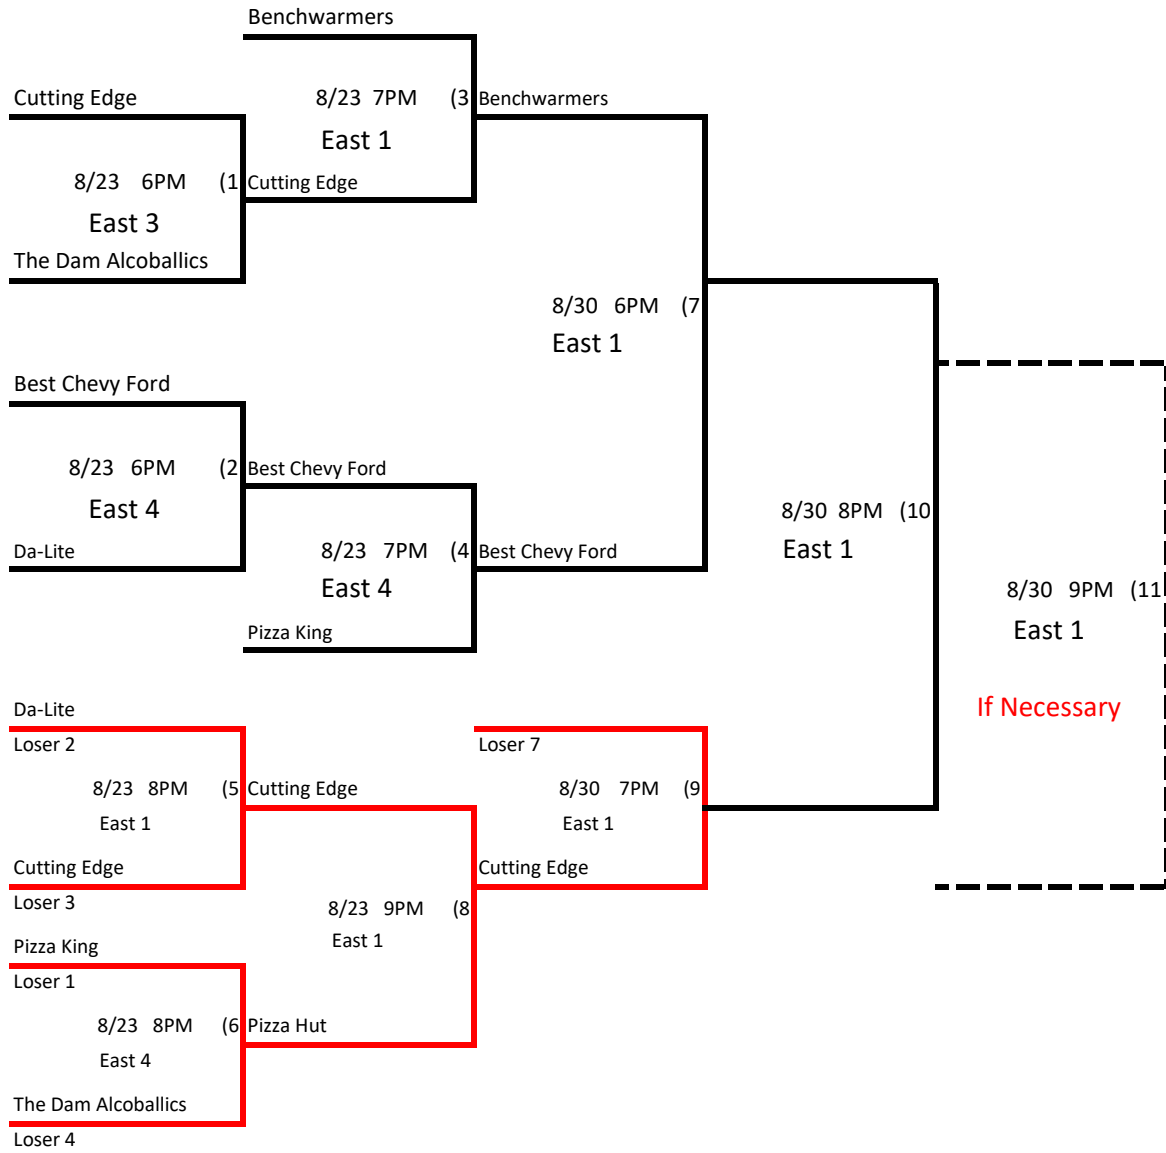 Benchwarmers
Cutting Edge
8/23 7PM (3 Benchwarmers
East 1
8/23 6PM (1 Cutting Edge
East 3
The Dam Alcoballics
8/30 6PM (7
East 1
Best Chevy Ford
8/23 6PM (2 Best Chevy Ford
East 4
8/30 8PM (10
East 1
Da-Lite
8/23 7PM (4 Best Chevy Ford
East 4
8/30 9PM (11
East 1
Pizza King
If Necessary
Da-Lite
Loser 2
Loser 7
8/23 8PM (5 Cutting Edge
East 1
8/30 7PM (9
East 1
Cutting Edge
Cutting Edge
Loser 3
8/23 9PM (8
East 1
Pizza King
Loser 1
8/23 8PM (6 Pizza Hut
East 4
The Dam Alcoballics
Loser 4